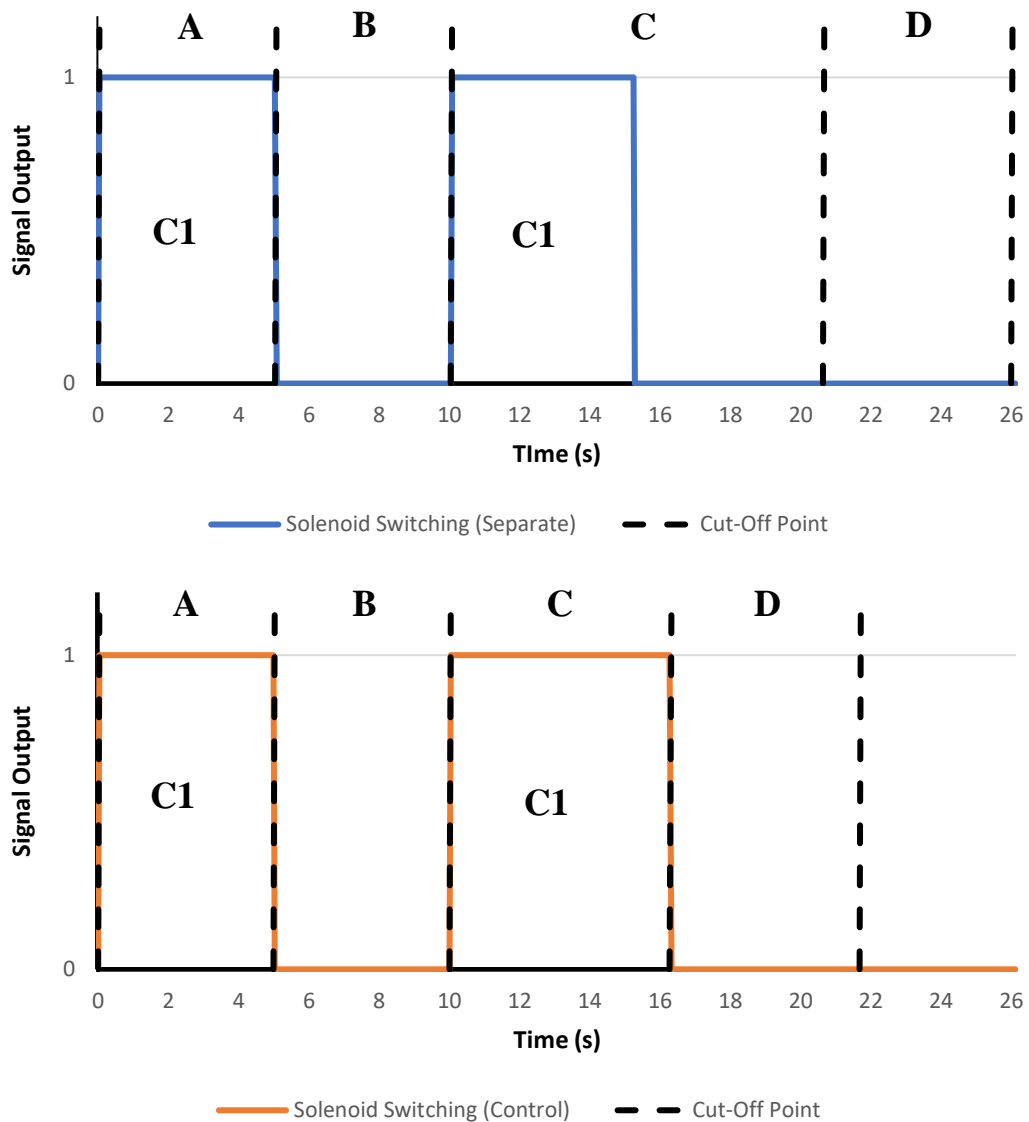 A B C D
1
Signal Output
C1 C1
0
0 2 4 6 8 10 12 14 16 18 20 22 24 26
TIme (s)
Solenoid Switching (Separate) Cut-Off Point
A B C D
1
Signal Output
C1 C1
0
0 2 4 6 8 10 12 14 16 18 20 22 24 26
Time (s)
Solenoid Switching (Control) Cut-Off Point